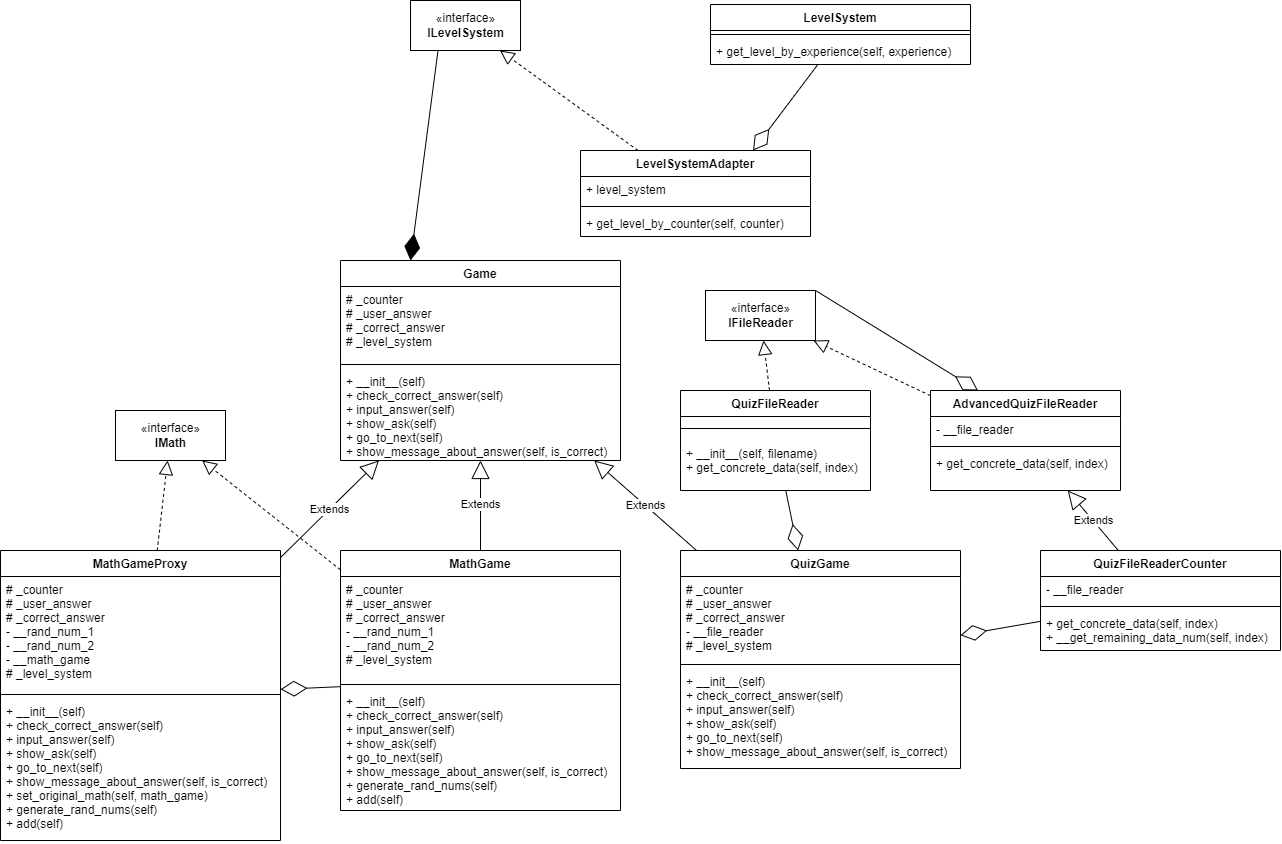 «interface»
ILevelSystem
LevelSystem
+ get_level_by_experience(self, experience)
LevelSystemAdapter
+ level_system
+ get_level_by_counter(self, counter)
Game
# _counter
# _user_answer
# _correct_answer
# _level_system
+ __init__(self)
+ check_correct_answer(self)
+ input_answer(self)
+ show_ask(self)
+ go_to_next(self)
+ show_message_about_answer(self, is_correct)
«interface»
IFileReader
QuizFileReader
+ __init__(self, filename)
+ get_concrete_data(self, index)
AdvancedQuizFileReader
- __file_reader
+ get_concrete_data(self, index)
«interface»
IMath
Extends
Extends
Extends
Extends
MathGameProxy
# _counter
# _user_answer
# _correct_answer
- __rand_num_1
- __rand_num_2
- __math_game
# _level_system
+ __init__(self)
+ check_correct_answer(self)
+ input_answer(self)
+ show_ask(self)
+ go_to_next(self)
+ show_message_about_answer(self, is_correct)
+ set_original_math(self, math_game)
+ generate_rand_nums(self)
+ add(self)
MathGame
# _counter
# _user_answer
# _correct_answer
- __rand_num_1
- __rand_num_2
# _level_system
+ __init__(self)
+ check_correct_answer(self)
+ input_answer(self)
+ show_ask(self)
+ go_to_next(self)
+ show_message_about_answer(self, is_correct)
+ generate_rand_nums(self)
+ add(self)
QuizGame
# _counter
# _user_answer
# _correct_answer
- __file_reader
# _level_system
+ __init__(self)
+ check_correct_answer(self)
+ input_answer(self)
+ show_ask(self)
+ go_to_next(self)
+ show_message_about_answer(self, is_correct)
QuizFileReaderCounter
- __file_reader
+ get_concrete_data(self, index)
+ __get_remaining_data_num(self, index)